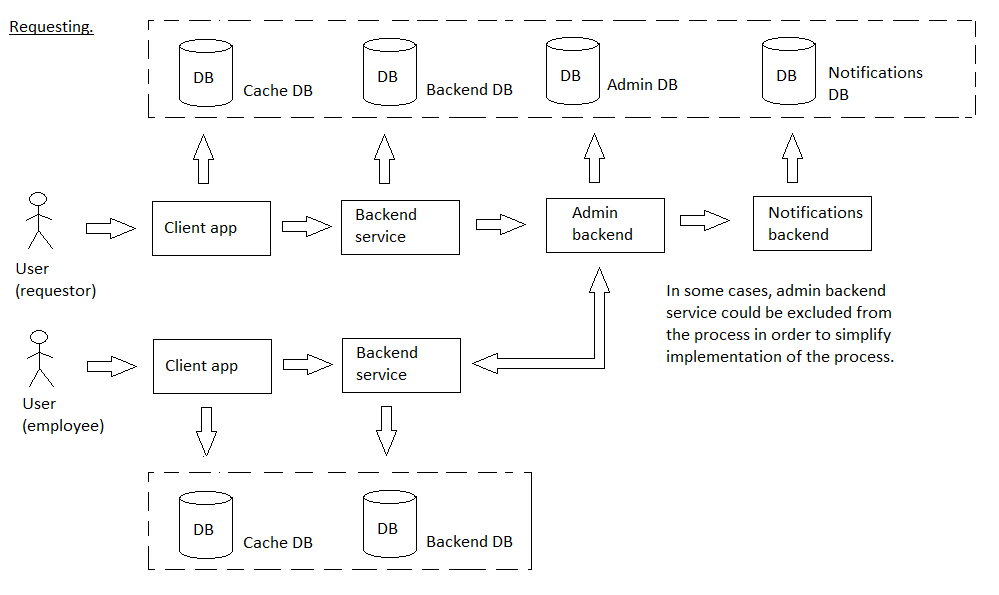 Requesting.
DB
Cache DB
DB
Backend DB
DB
Admin DB
DB
Notifications
DB
User
(requestor)
Client app
Backend
service
Admin
backend
Notifications
backend
In some cases, admin backend
service could be excluded from
the process in order to simplify
implementation of the process.
User
(employee)
Client app
Backend
service
DB
Cache DB
DB
Backend DB